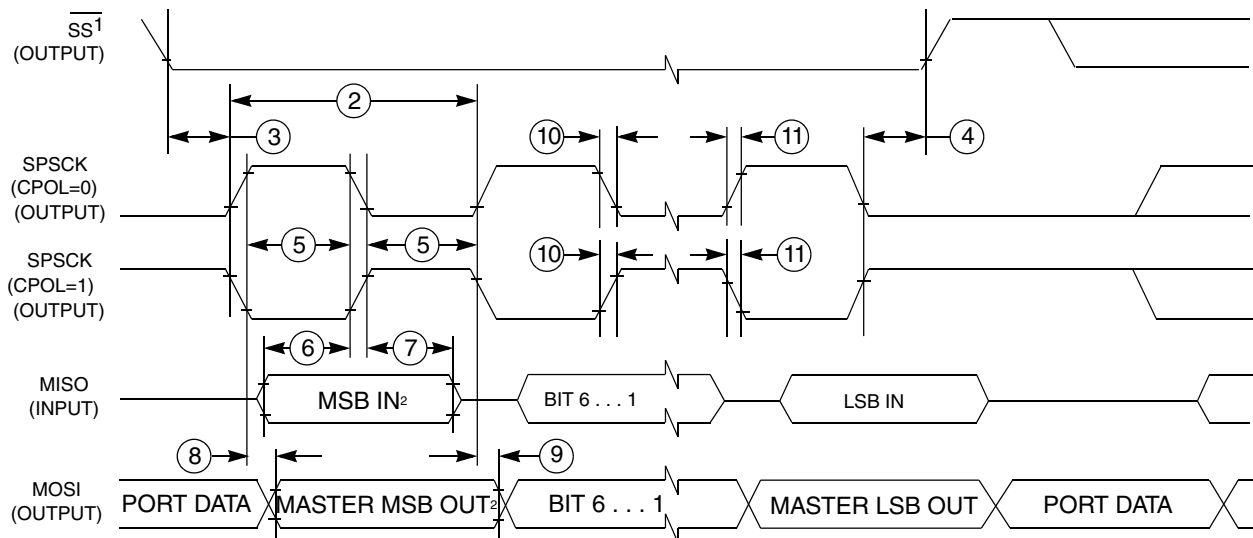 SS1
(OUTPUT)
2
3
10
11
4
SPSCK
(CPOL=0)
(OUTPUT)
5
5
SPSCK
(CPOL=1)
(OUTPUT)
10
11
6
7
MISO
(INPUT)
MSB IN2
BIT 6 . . . 1
LSB IN
8
9
MOSI
(OUTPUT)
PORT DATA
MASTER MSB OUT2
BIT 6 . . . 1
MASTER LSB OUT
PORT DATA